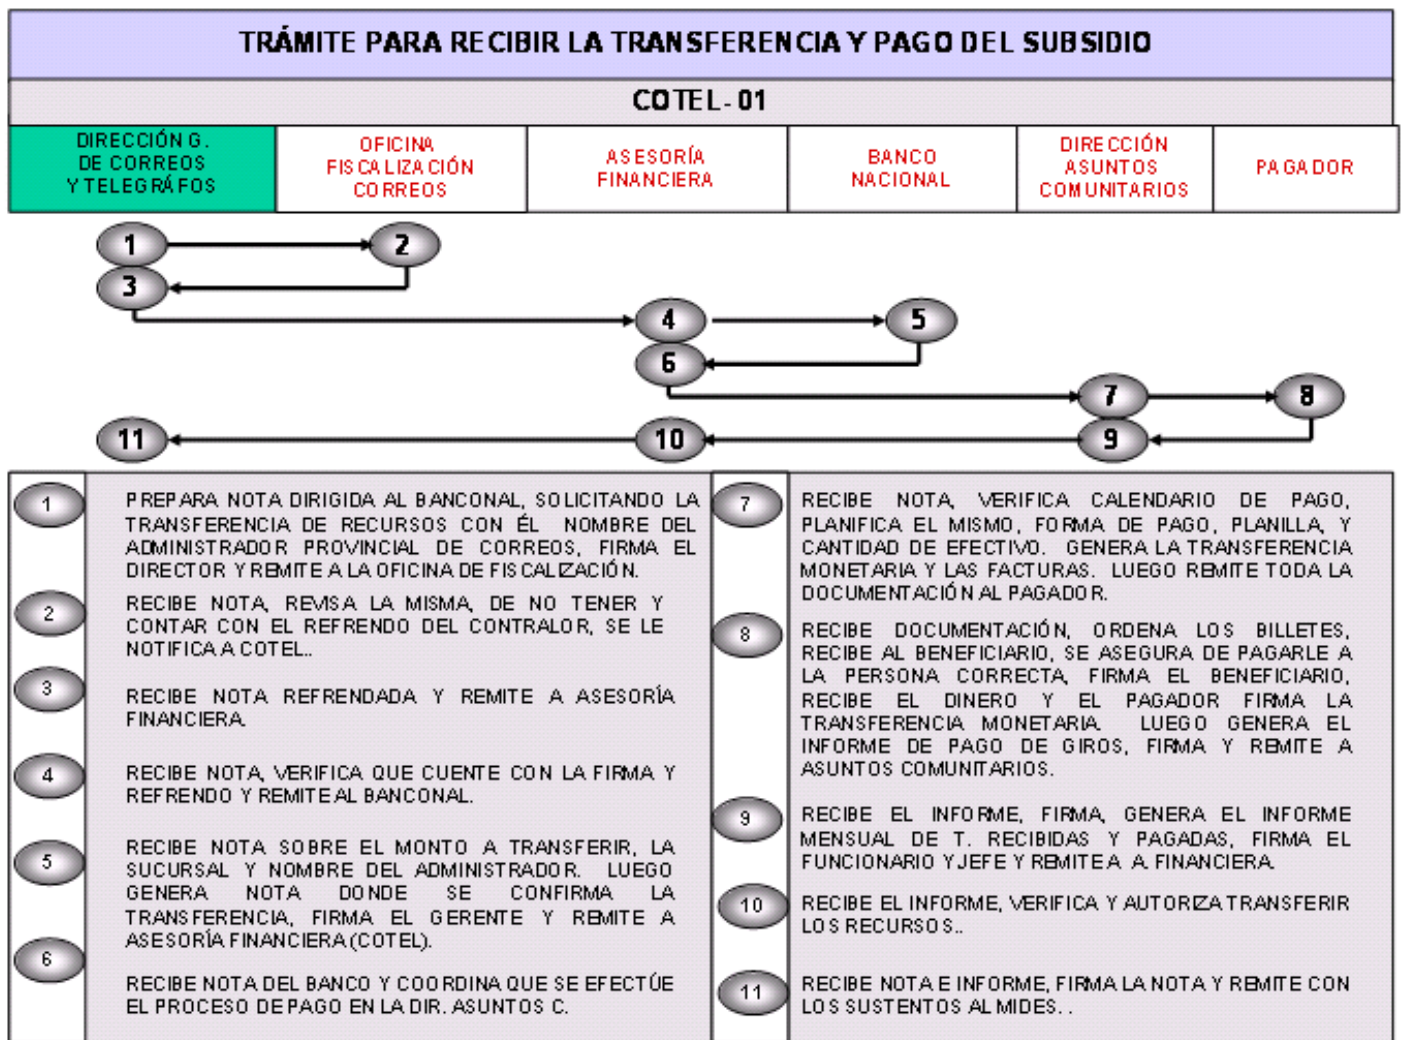 TRÁMITE PARA RECIBIR LA TRANSFERENCIA Y PAGO DEL SUBSIDIO
COTEL- 01
DIRECCIÓN G.
DE CORREOS
Y TELEGRÁFOS
OFICINA
FISCALIZACIÓN
CORREOS
ASESORÍA
FINANCIERA
BANCO
NACIONAL
DIRECCIÓN
ASUNTOS
COMUNITARIOS
PAGADOR
1
2
3
4
5
6
7
8
11
10
9
1
PREPARA NOTA DIRIGIDA AL BANCONAL, SOLICITANDO LA
TRANSFERENCIA DE RECURSOS CON ÉL NOMBRE DEL
ADMINISTRADOR PROVINCIAL DE CORREOS, FIRMA EL
DIRECTOR Y REMITE A LA OFICINA DE FISCALIZACIÓN.
2
RECIBE NOTA, REVISA LA MISMA, DE NO TENER Y
CONTAR CON EL REFRENDO DEL CONTRALOR, SE LE
NOTIFICA A COTEL..
3
RECIBE NOTA REFRENDADA Y REMITE A ASESORÍA
FINANCIERA.
4
RECIBE NOTA, VERIFICA QUE CUENTE CON LA FIRMA Y
REFRENDO Y REMITE AL BANCONAL.
5
RECIBE NOTA SOBRE EL MONTO A TRANSFERIR, LA
SUCURSAL Y NOMBRE DEL ADMINISTRADOR. LUEGO
GENERA NOTA DONDE SE CONFIRMA LA
TRANSFERENCIA, FIRMA EL GERENTE Y REMITE A
ASESORÍA FINANCIERA (COTEL).
6
RECIBE NOTA DEL BANCO Y COORDINA QUE SE EFECTÚE
EL PROCESO DE PAGO EN LA DIR. ASUNTOS C.
7
RECIBE NOTA, VERIFICA CALENDARIO DE PAGO,
PLANIFICA EL MISMO, FORMA DE PAGO, PLANILLA, Y
CANTIDAD DE EFECTIVO. GENERA LA TRANSFERENCIA
MONETARIA Y LAS FACTURAS. LUEGO REMITE TODA LA
DOCUMENTACIÓN AL PAGADOR.
8
RECIBE DOCUMENTACIÓN, ORDENA LOS BILLETES,
RECIBE AL BENEFICIARIO, SE ASEGURA DE PAGARLE A
LA PERSONA CORRECTA, FIRMA EL BENEFICIARIO,
RECIBE EL DINERO Y EL PAGADOR FIRMA LA
TRANSFERENCIA MONETARIA. LUEGO GENERA EL
INFORME DE PAGO DE GIROS, FIRMA Y REMITE A
ASUNTOS COMUNITARIOS.
9
RECIBE EL INFORME, FIRMA, GENERA EL INFORME
MENSUAL DE T. RECIBIDAS Y PAGADAS, FIRMA EL
FUNCIONARIO Y JEFE Y REMITE A A. FINANCIERA.
10
RECIBE EL INFORME, VERIFICA Y AUTORIZA TRANSFERIR
LOS RECURSOS..
11
RECIBE NOTA E INFORME, FIRMA LA NOTA Y REMITE CON
LOS SUSTENTOS AL MIDES. .